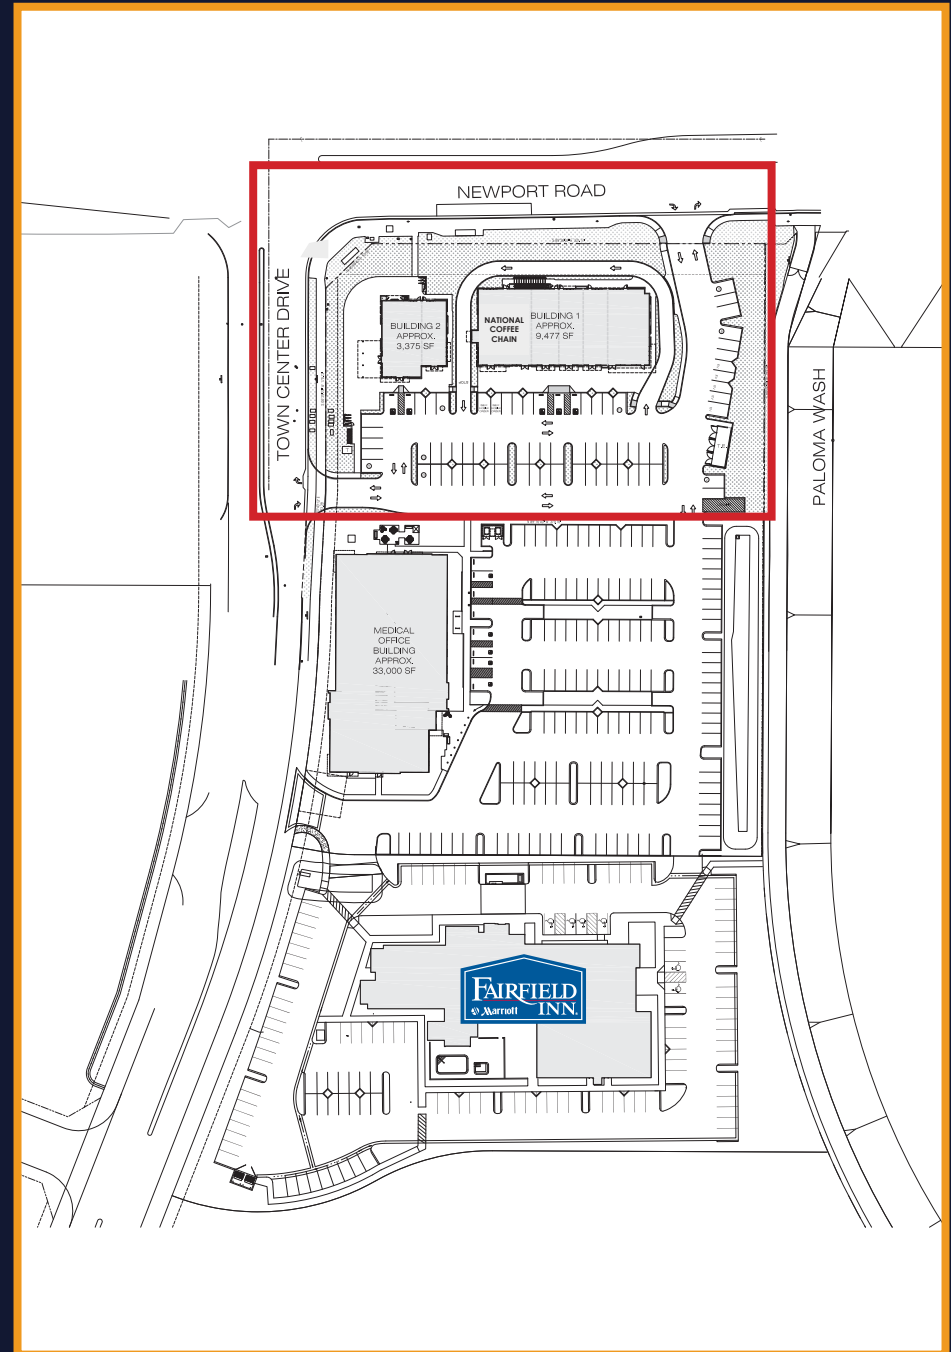 NEWPORT ROAD
TOWN CENTER DRIVE
PALOMA WASH
BUILDING 2
APPROX.
3,375 SF
NATIONAL
COFFEE
CHAIN
BUILDING 1
APPROX.
9,477 SF
MEDICAL
OFFICE
BUILDING
APPROX.
33,000 SF
FAIRFIELD
INN
Marriott